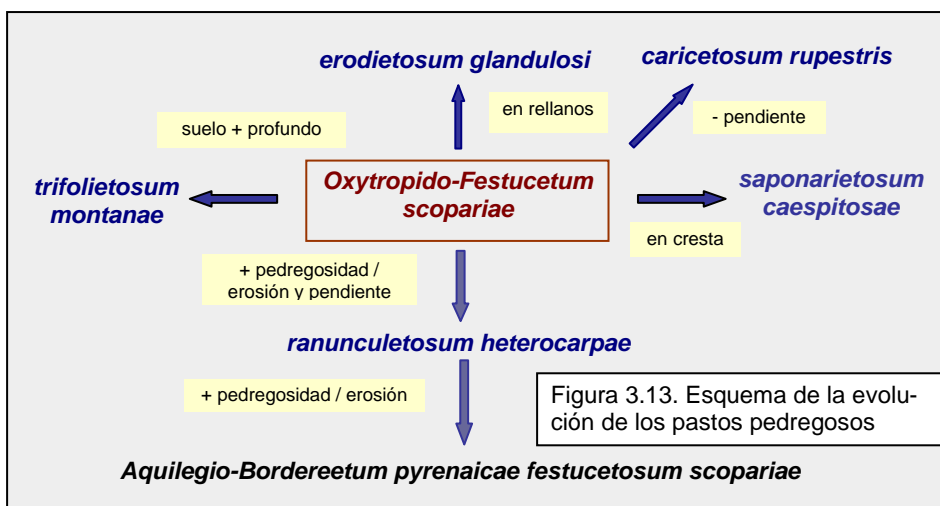 erodietosum glandulosi
caricetosum rupestris
en rellanos
- pendiente
suelo + profundo
trifolietosum
montanae
Oxytropido-Festucetum
scopariae
saponarietosum
caespitosae
en cresta
+ pedregosidad /
erosión y pendiente
ranunculetosum heterocarpae
+ pedregosidad / erosión
Figura 3.13. Esquema de la evolu-
ción de los pastos pedregosos
Aquilegio-Bordereetum pyrenaicae festucetosum scopariae